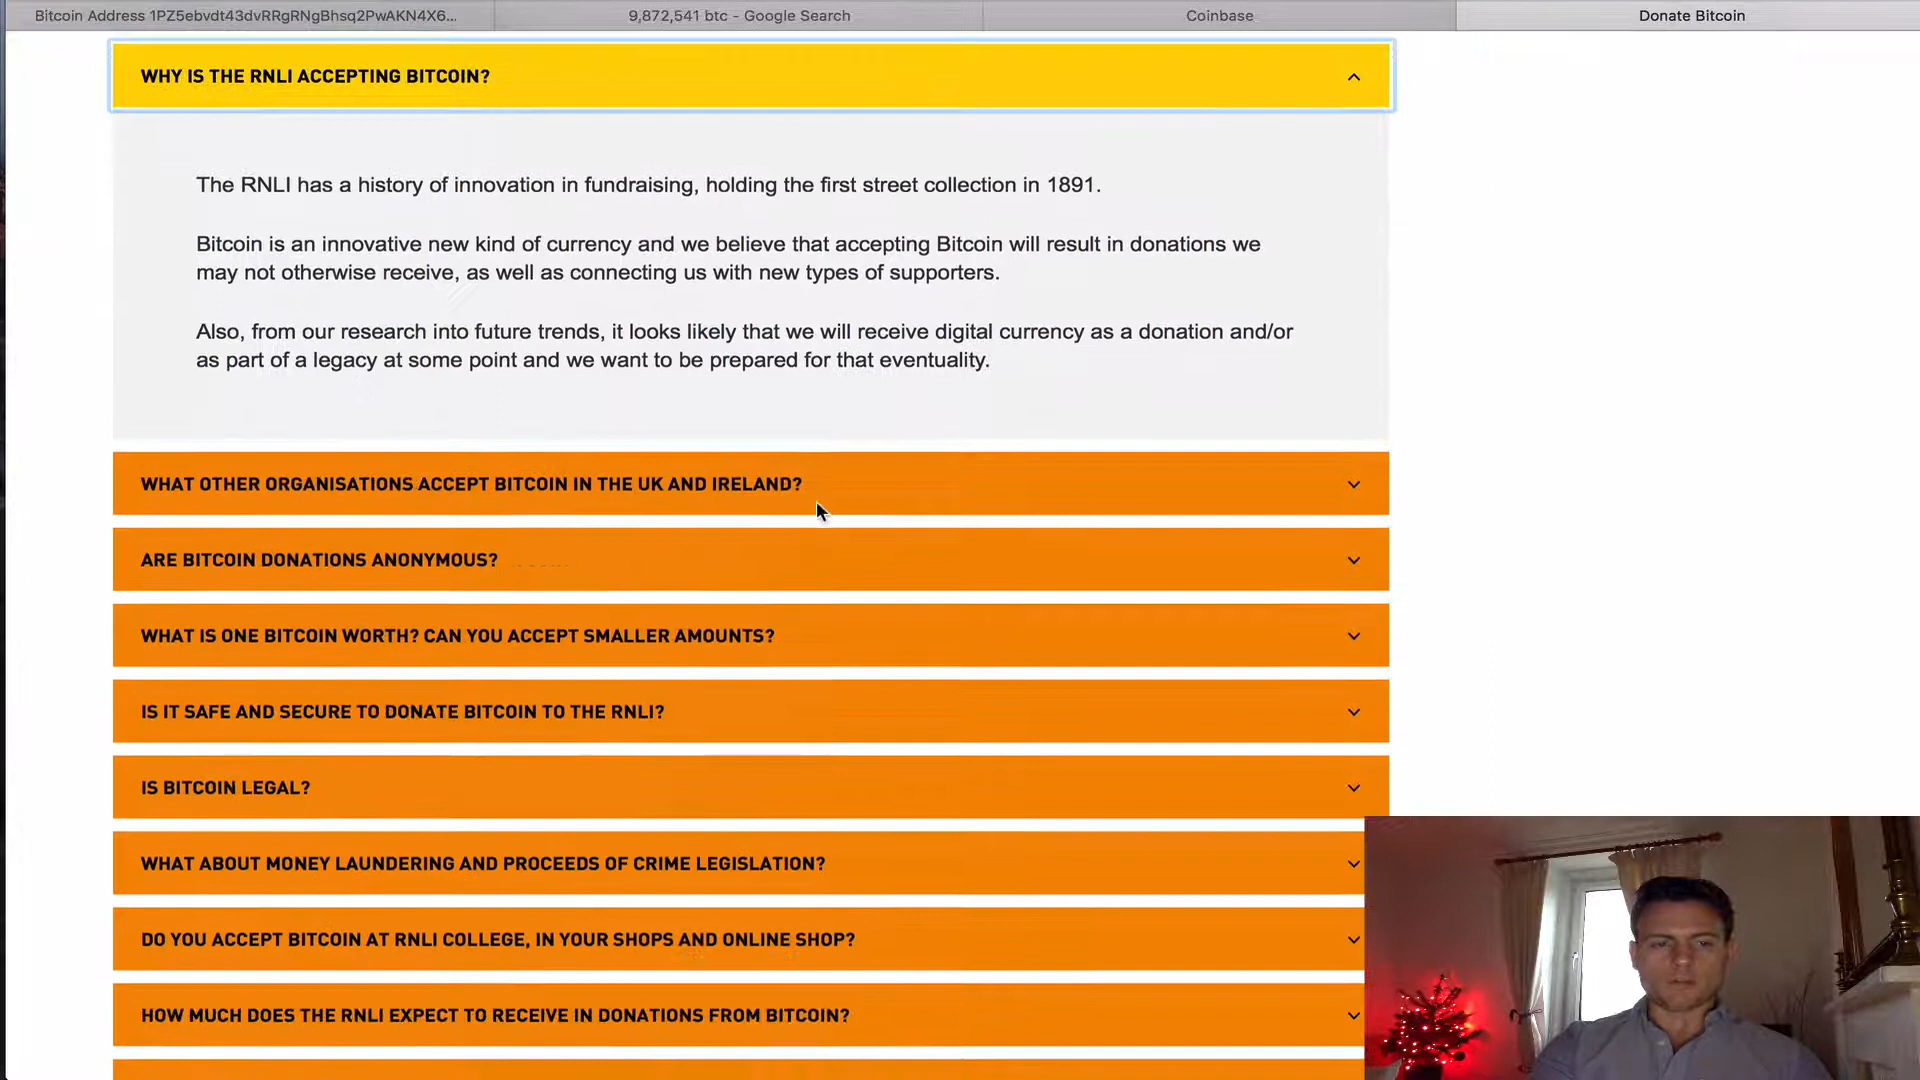 Bitcoin Address 1PZ5ebvdt43dvRRgRNgBhsq2PwAKN4X6...
9,872,541 btc - Google Search
Coinbase
Donate Bitcoin
WHY IS THE RNLI ACCEPTING BITCOIN?
The RNLI has a history of innovation in fundraising, holding the first street collection in 1891.
Bitcoin is an innovative new kind of currency and we believe that accepting Bitcoin will result in donations we
may not otherwise receive, as well as connecting us with new types of supporters.
Also, from our research into future trends, it looks likely that we will receive digital currency as a donation and/or
as part of a legacy at some point and we want to be prepared for that eventuality.
WHAT OTHER ORGANISATIONS ACCEPT BITCOIN IN THE UK AND IRELAND?
ARE BITCOIN DONATIONS ANONYMOUS?
WHAT IS ONE BITCOIN WORTH? CAN YOU ACCEPT SMALLER AMOUNTS?
IS IT SAFE AND SECURE TO DONATE BITCOIN TO THE RNLI?
IS BITCOIN LEGAL?
WHAT ABOUT MONEY LAUNDERING AND PROCEEDS OF CRIME LEGISLATION?
DO YOU ACCEPT BITCOIN AT RNLI COLLEGE, IN YOUR SHOPS AND ONLINE SHOP?
HOW MUCH DOES THE RNLI EXPECT TO RECEIVE IN DONATIONS FROM BITCOIN?